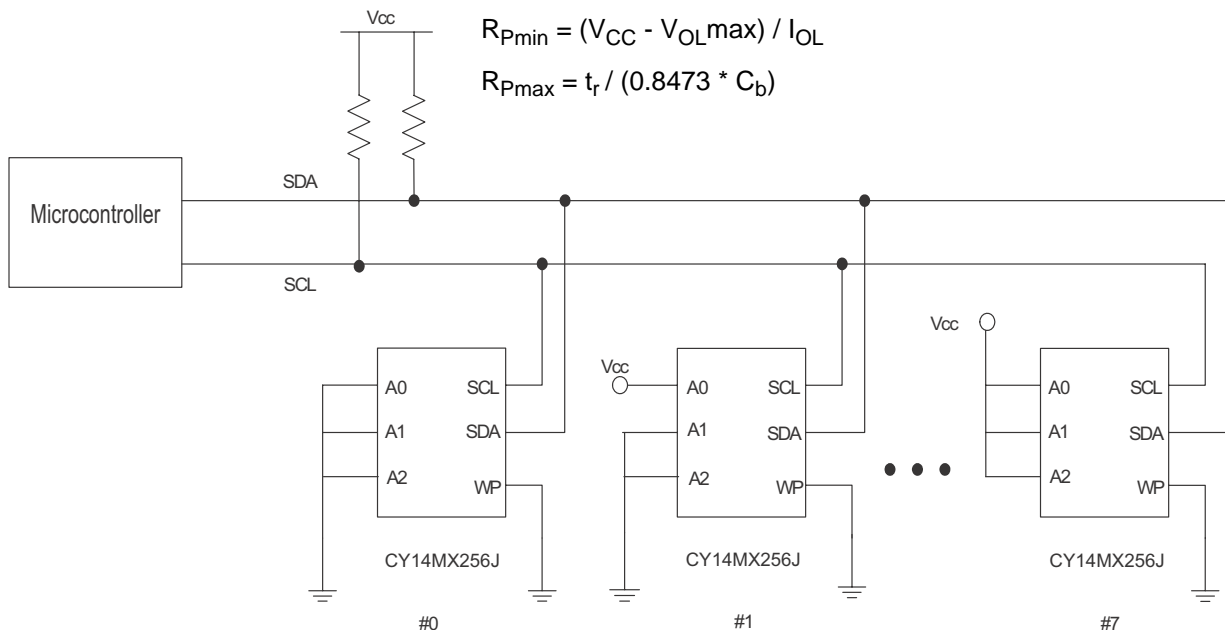 Vcc
R_Pmin = (V_CC - V_OLmax) / I_OL
R_Pmax = t_r / (0.8473 * C_b)
SDA
Microcontroller
SCL
Vcc
Vcc
A0
SCL
A1
SDA
A2
WP
A0
SCL
A1
SDA
A2
WP
A0
SCL
A1
SDA
A2
WP
CY14MX256J
CY14MX256J
CY14MX256J
#0
#1
#7